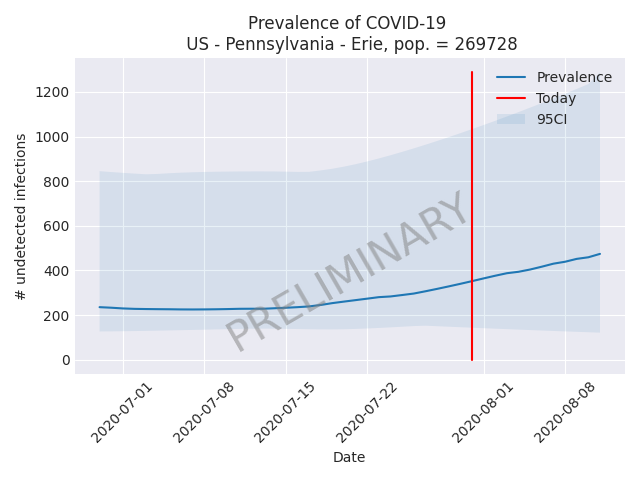 Prevalence of COVID-19
US - Pennsylvania - Erie, pop. = 269728
Prevalence
Today
95CI
# undetected infections
1200
1000
800
600
400
200
0
PRELIMINARY
2020-07-01
2020-07-08
2020-07-15
2020-07-22
2020-08-01
2020-08-08
Date